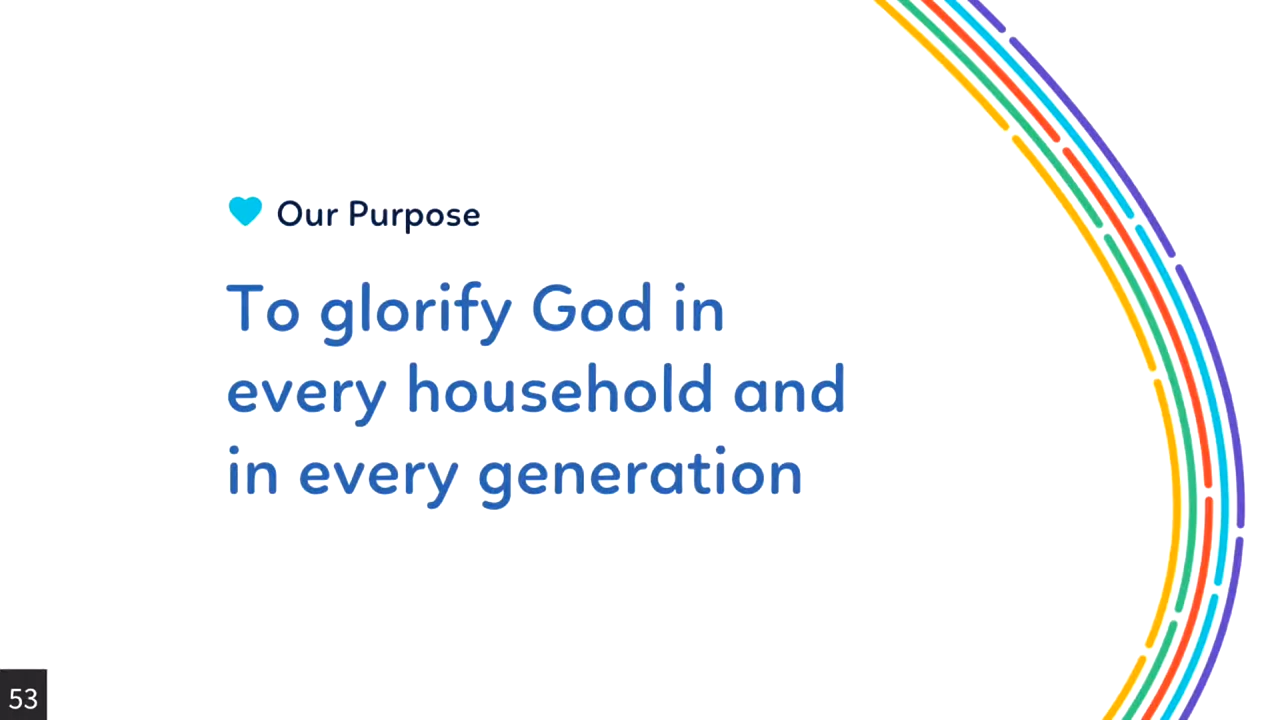 Our Purpose
To glorify God in
every household and
in every generation
53